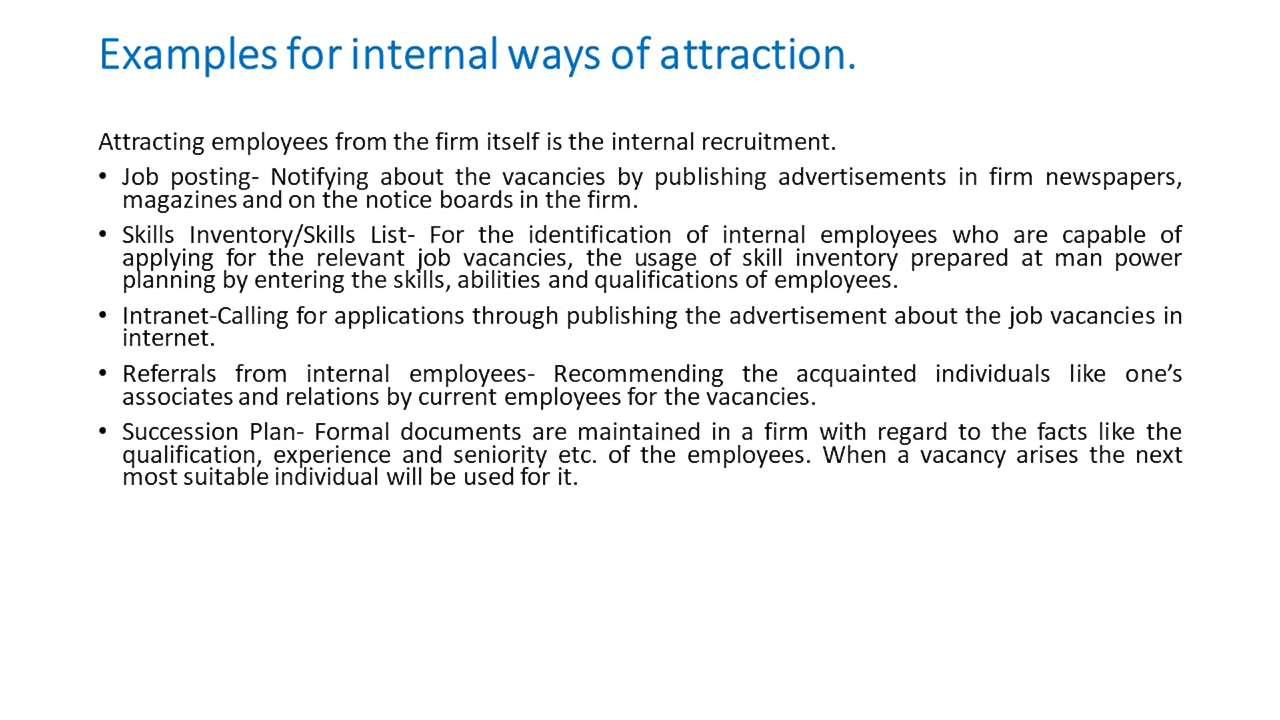 Examples for internal ways of attraction.
Attracting employees from the firm itself is the internal recruitment.
• Job posting- Notifying about the vacancies by publishing advertisements in firm newspapers,
magazines and on the notice boards in the firm.
• Skills Inventory/Skills List- For the identification of internal employees who are capable of
applying for the relevant job vacancies, the usage of skill inventory prepared at man power
planning by entering the skills, abilities and qualifications of employees.
• Intranet-Calling for applications through publishing the advertisement about the job vacancies in
internet.
• Referrals from internal employees- Recommending the acquainted individuals like one’s
associates and relations by current employees for the vacancies.
• Succession Plan- Formal documents are maintained in a firm with regard to the facts like the
qualification, experience and seniority etc. of the employees. When a vacancy arises the next
most suitable individual will be used for it.